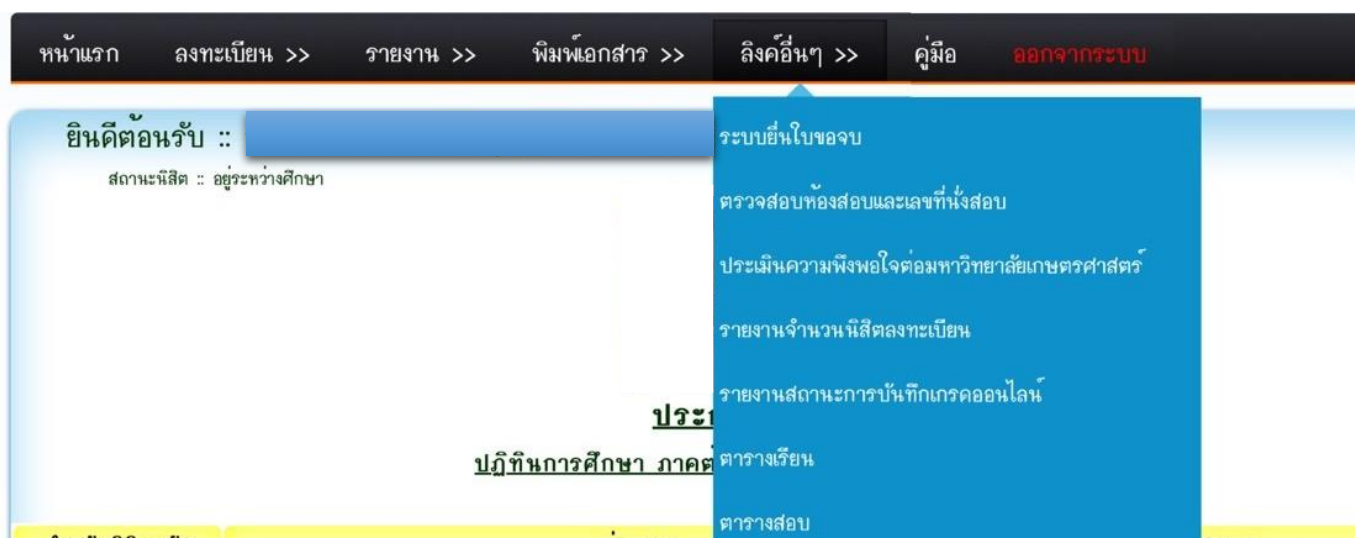 หน้าแรก ลงทะเบียน >> รายงาน >> พิมพ์เอกสาร >> ลิงค์อื่นๆ >> คู่มือ ออกจากระบบ
ยินดีต้อนรับ ::
สถานะนิสิต :: อยู่ระหว่างศึกษา
ระบบยื่นใบขอจบ
ตรวจสอบห้องสอบและเลขที่นั่งสอบ
ประเมินความพึงพอใจต่อมหาวิทยาลัยเกษตรศาสตร์
รายงานจำนวนนิสิตลงทะเบียน
รายงานสถานะการบันทึกเกรดออนไลน์
ปฏิทินการศึกษา
ตารางเรียน
ตารางสอบ